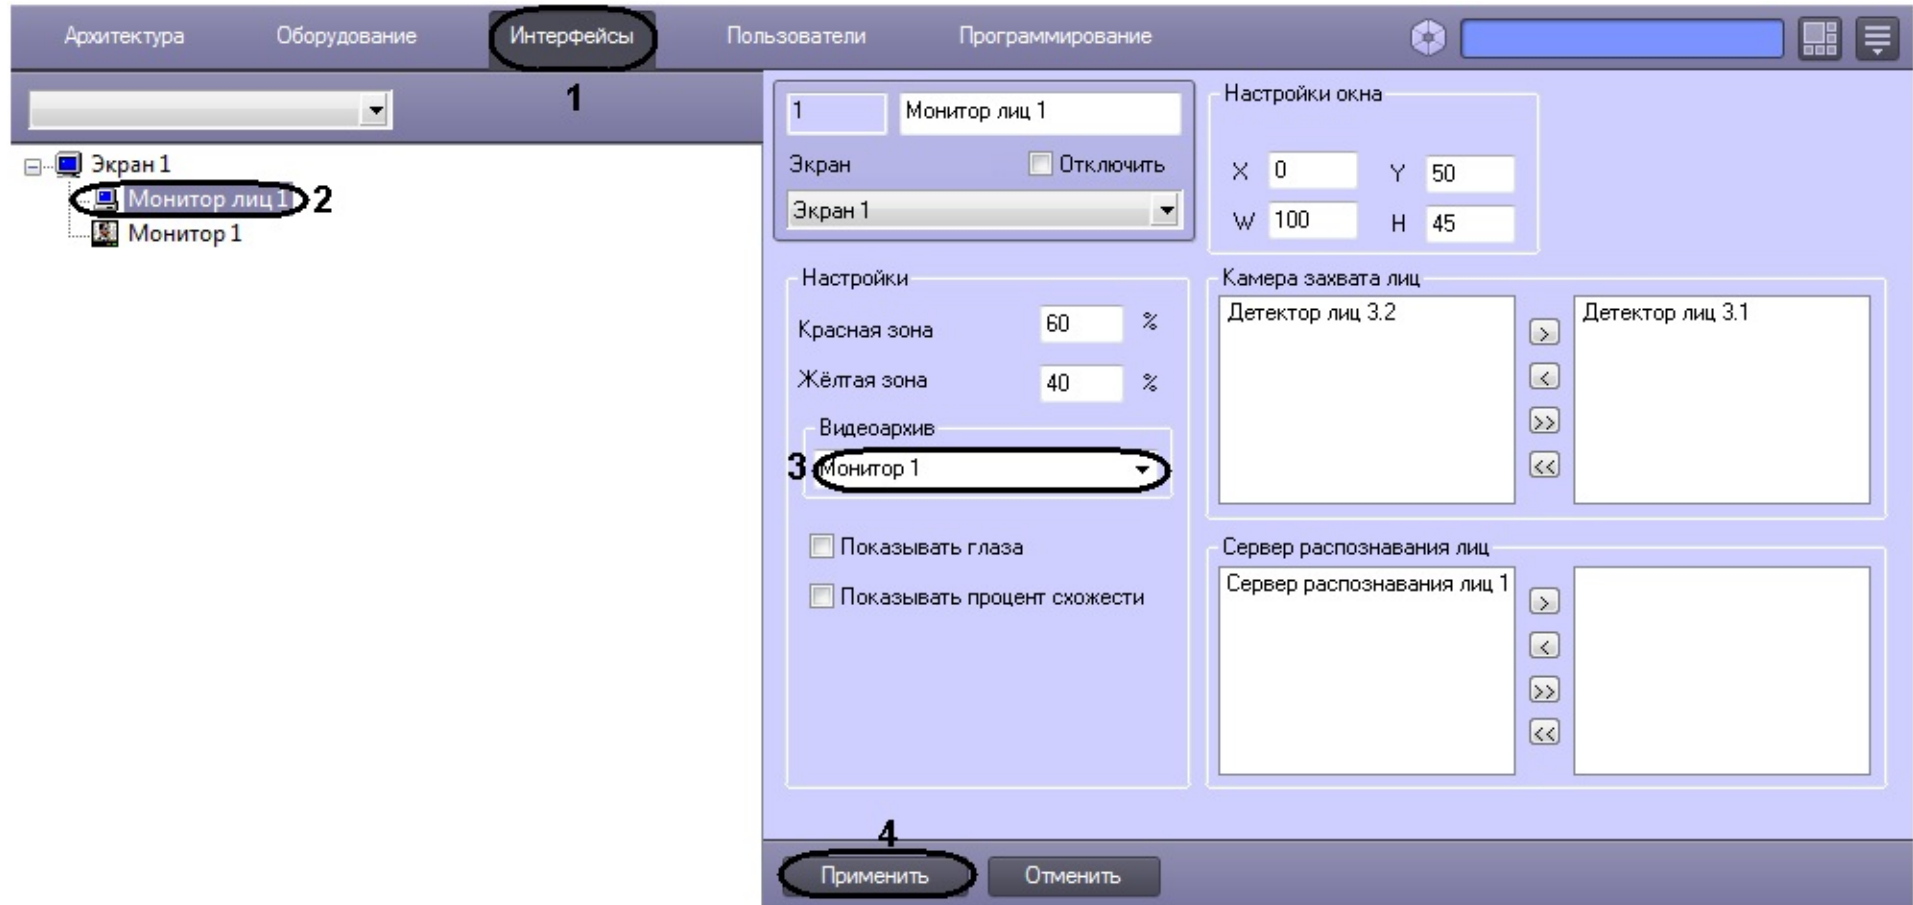 Архитектура Оборудование Интерфейсы Пользователи Программирование
1
Экран 1
Монитор лиц 1 2
Монитор 1
1 Монитор лиц 1
Экран Отключить
Экран 1
Настройки окна
X 0 Y 50
W 100 H 45
Настройки
Красная зона 60 %
Жёлтая зона 40 %
Видеоархив
3 Монитор 1
Показывать глаза
Показывать процент схожести
Камера захвата лиц
Детектор лиц 3.2 Детектор лиц 3.1
>
<
>>
<<
Сервер распознавания лиц
Сервер распознавания лиц 1
>
<
>>
<<
4
Применить Отменить